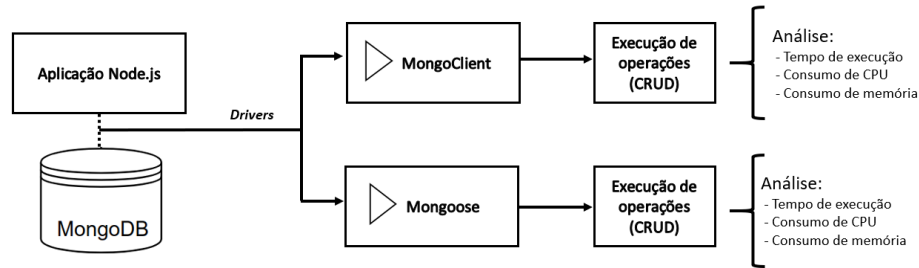 Aplicação Node.js
MongoDB
Drivers
MongoClient
Execução de
operações
(CRUD)
Análise:
- Tempo de execução
- Consumo de CPU
- Consumo de memória
Mongoose
Execução de
operações
(CRUD)
Análise:
- Tempo de execução
- Consumo de CPU
- Consumo de memória